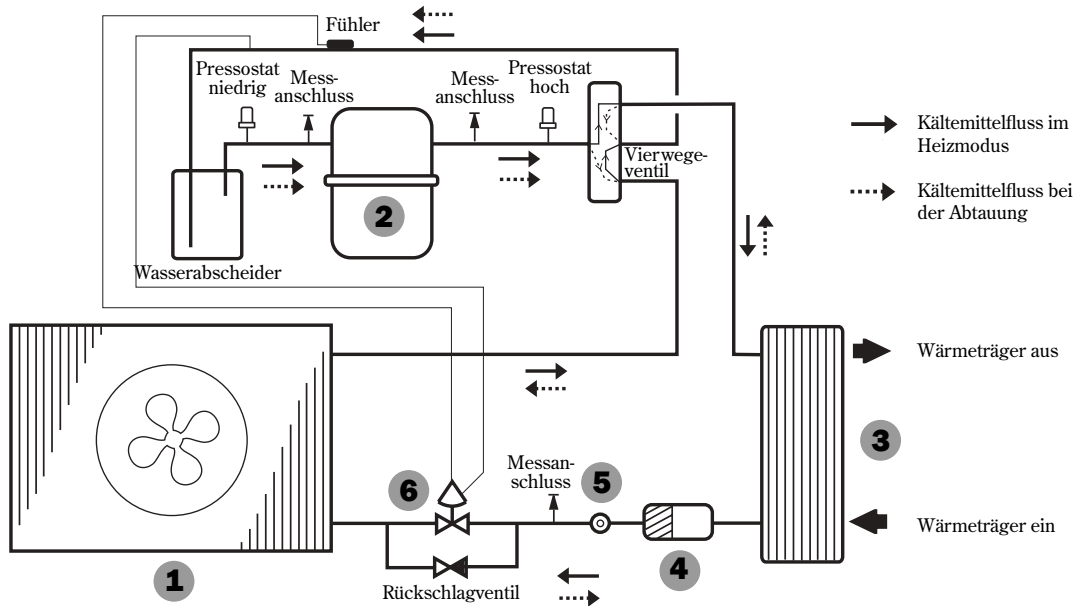 Fühler
Pressostat
niedrig
Mess-
anschluss
Mess-
anschluss
Pressostat
hoch
Vierwege-
ventil
Kältemittelfluss im
Heizmodus
Kältemittelfluss bei
der Abtauung
2
Wasserabscheider
Wärmeträger aus
3
Messan-
schluss
5
6
Wärmeträger ein
4
1
Rückschlagventil